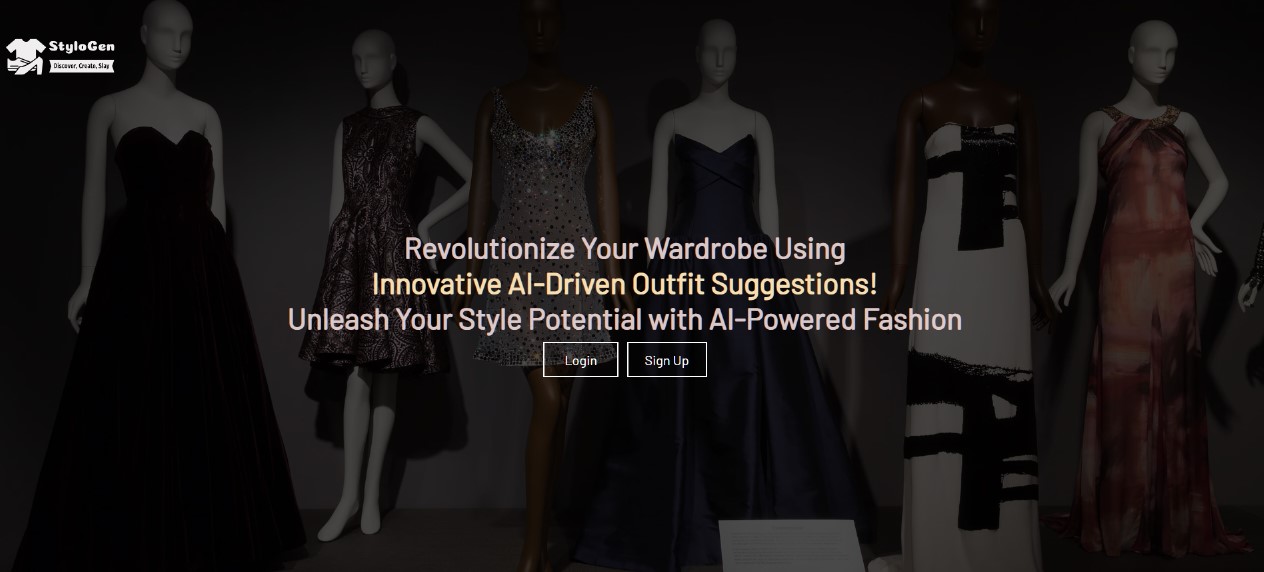 StyloGen
Discover, Create, Slay
Revolutionize Your Wardrobe Using
Innovative AI-Driven Outfit Suggestions!
Unleash Your Style Potential with AI-Powered Fashion
Login
Sign Up